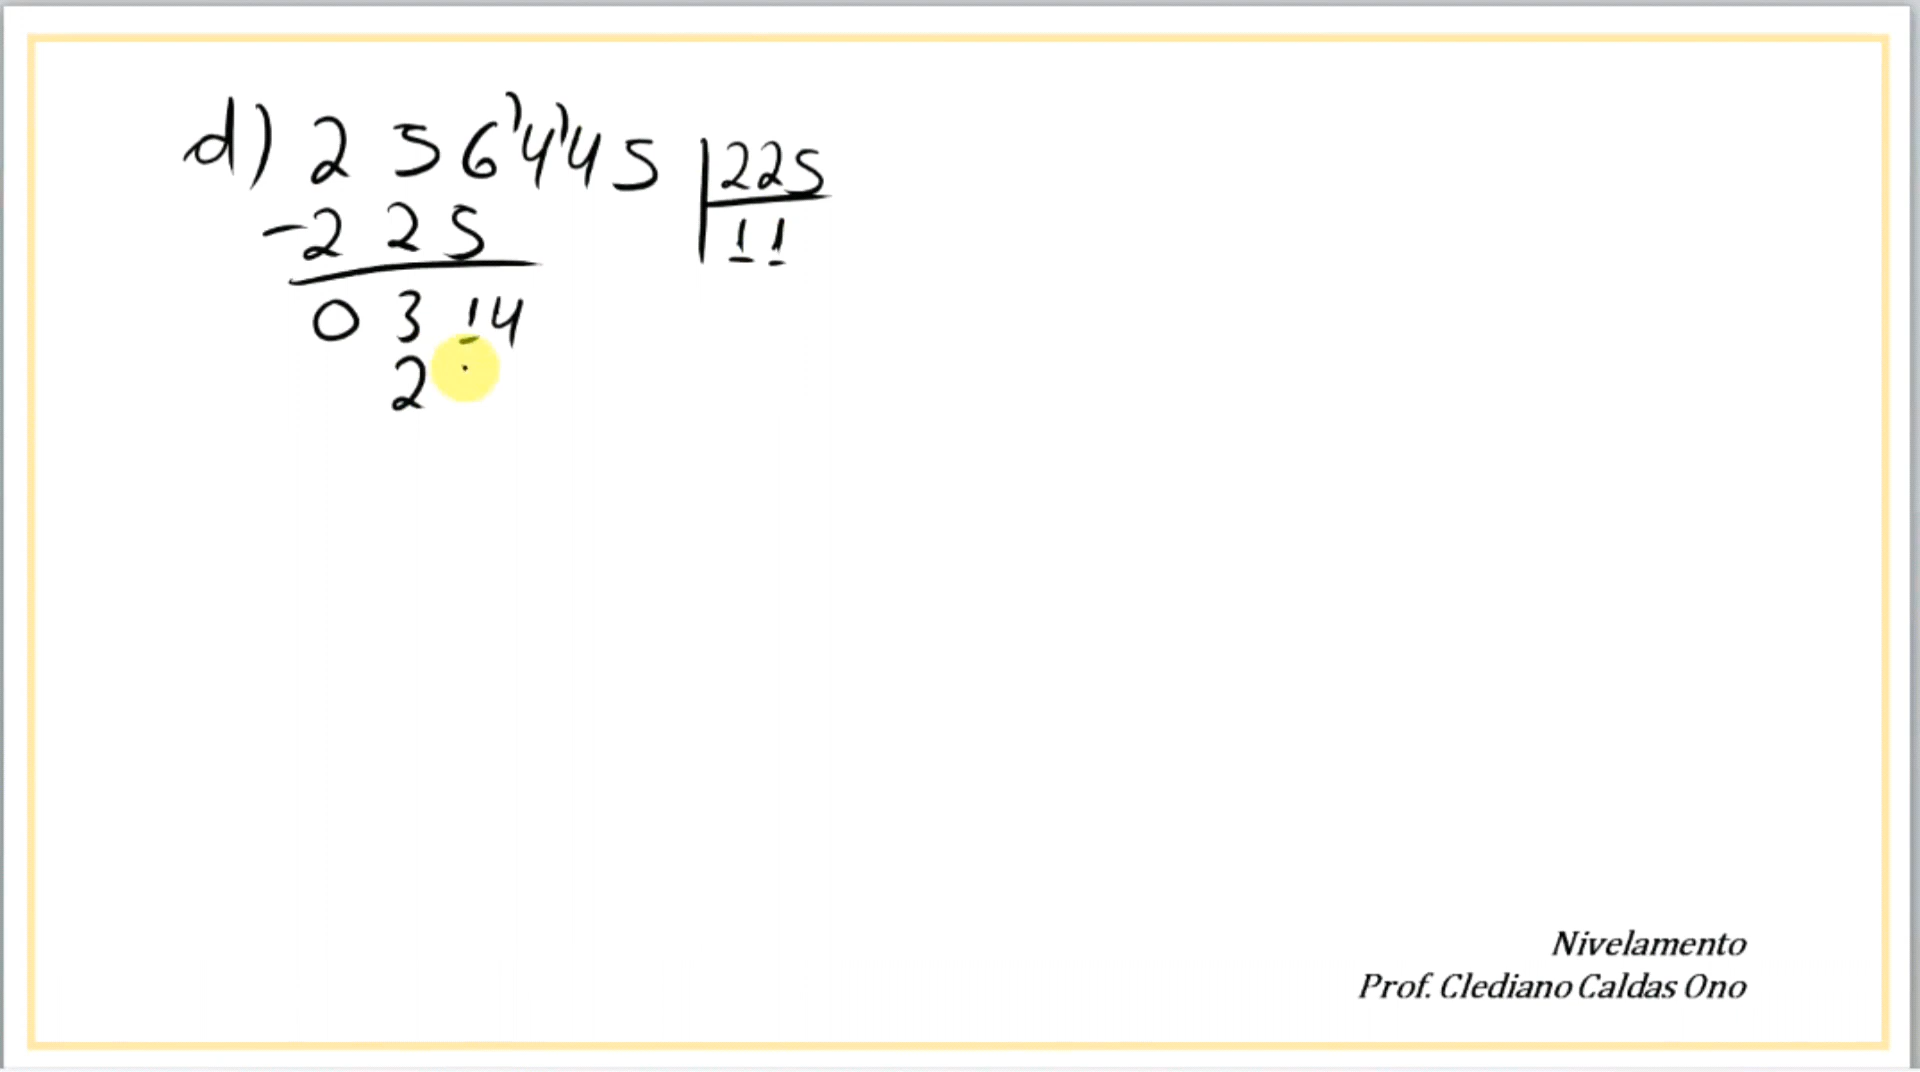 d) 2 5 6'4'4 5 |225
-2 2 5 11
0 3 14
2
Nivelamento
Prof. Clediano Caldas Ono